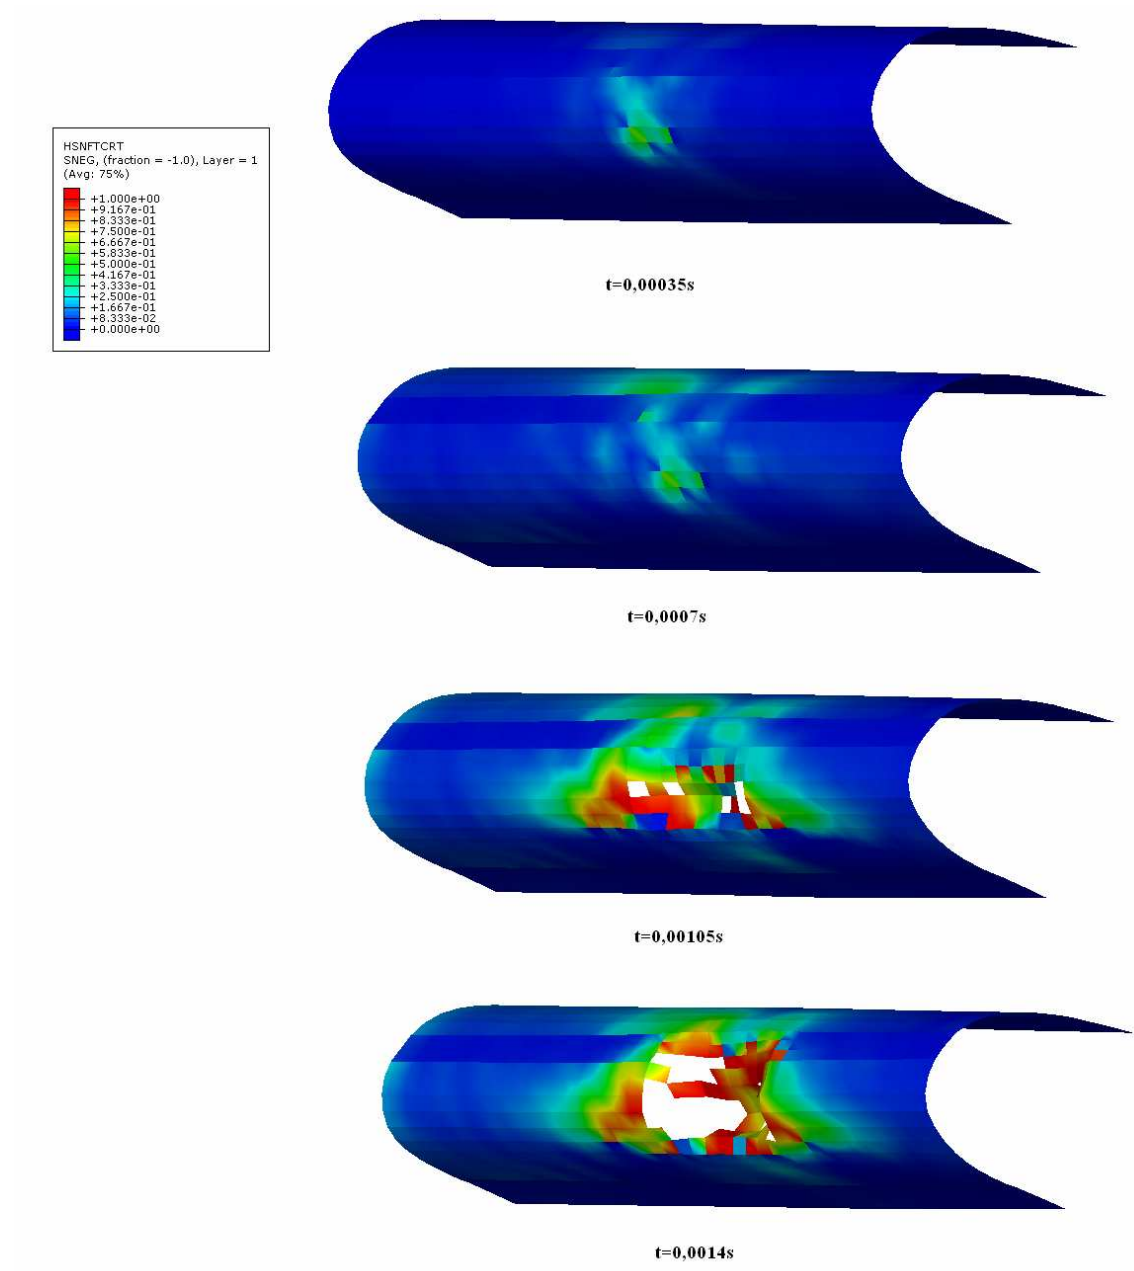 HSNFTCRT
SNEG, (fraction = -1.0), Layer = 1
(Avg: 75%)
+1.000e+00
+9.167e-01
+8.333e-01
+7.500e-01
+6.667e-01
+5.833e-01
+5.000e-01
+4.167e-01
+3.333e-01
+2.500e-01
+1.667e-01
+8.333e-02
+0.000e+00
t=0,00035s
t=0,0007s
t=0,00105s
t=0,0014s